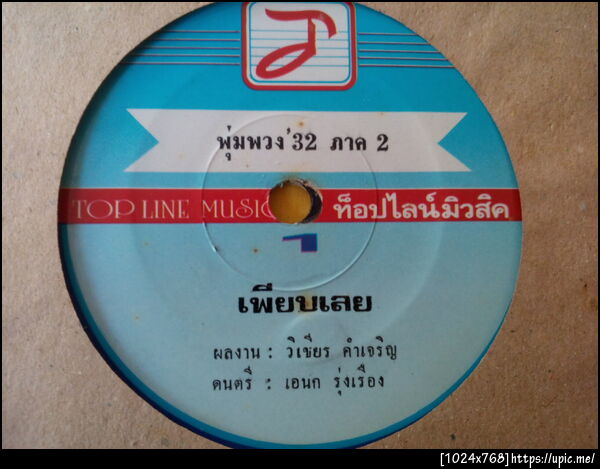 พุ่มพวง'32 ภาค 2
TOP LINE MUSIC ท็อปไลน์มิวสิค
1
เพียบเลย
ผลงาน : วิเชียร คำเจริญ
ดนตรี : เอนก รุ่งเรือง
[1024x768]https://upic.me/